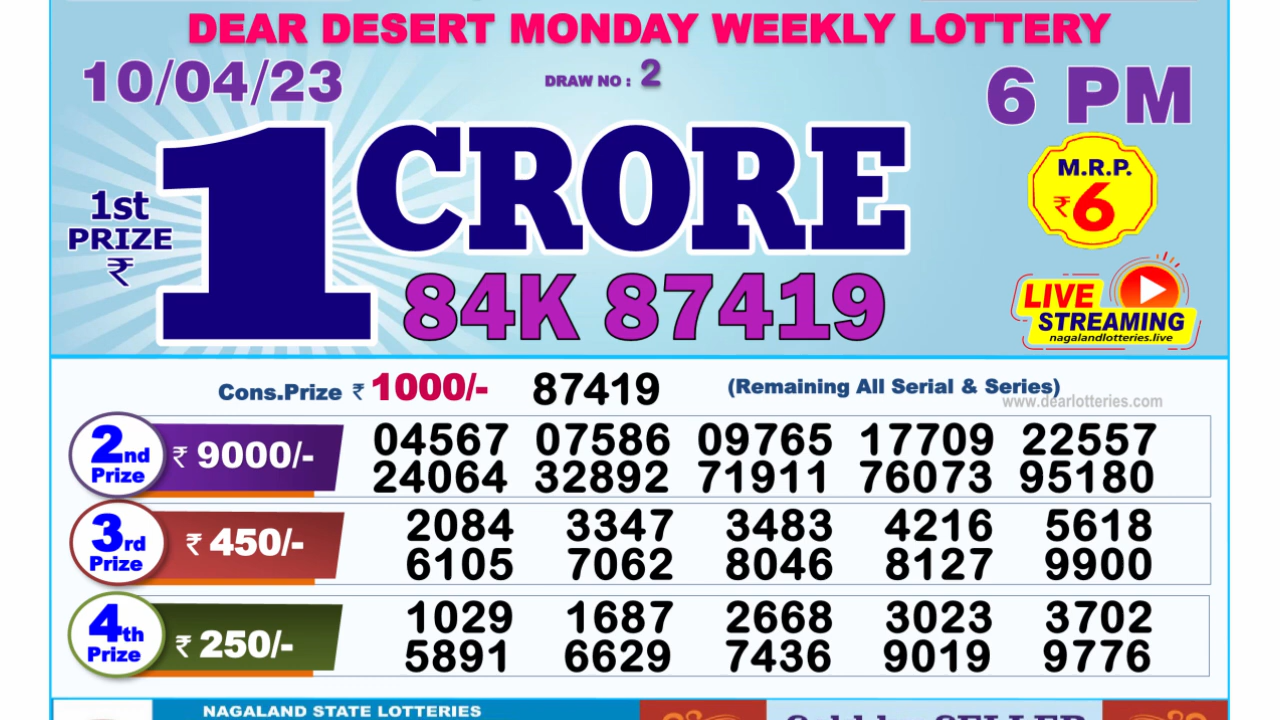 DEAR DESERT MONDAY WEEKLY LOTTERY
10/04/23 DRAW NO : 2 6 PM
1st PRIZE ₹ 1 CRORE
M.R.P. ₹6
84K 87419
LIVE STREAMING
nagalandlotteries.live
Cons.Prize ₹ 1000/- 87419 (Remaining All Serial & Series)
www.dearlotteries.com
2nd Prize ₹ 9000/- 04567 07586 09765 17709 22557
24064 32892 71911 76073 95180
3rd Prize ₹ 450/- 2084 3347 3483 4216 5618
6105 7062 8046 8127 9900
4th Prize ₹ 250/- 1029 1687 2668 3023 3702
5891 6629 7436 9019 9776
NAGALAND STATE LOTTERIES
SELLER